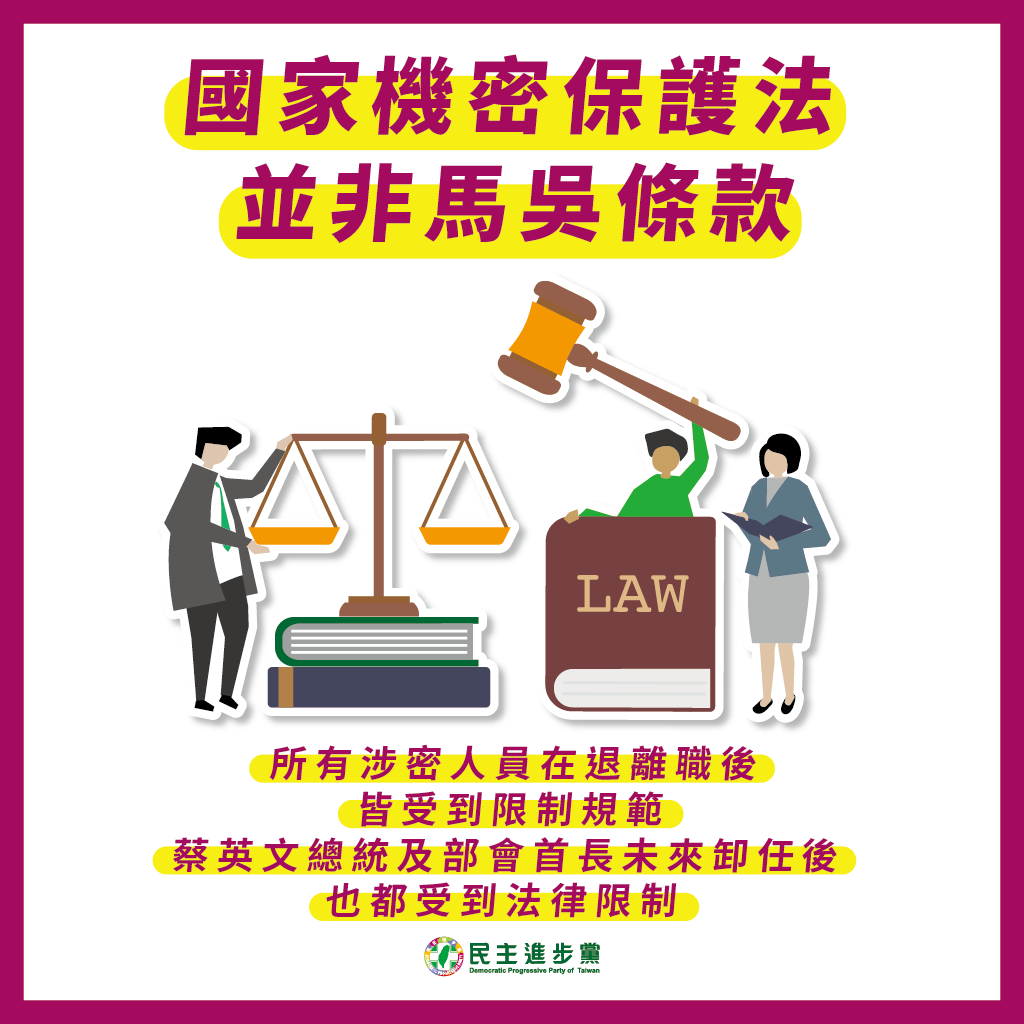 國家機密保護法
並非馬吳條款
LAW
所有涉密人員在退離職後
皆受到限制規範
蔡英文總統及部會首長未來卸任後
也都受到法律限制
民主進步黨
Democratic Progressive Party of Taiwan